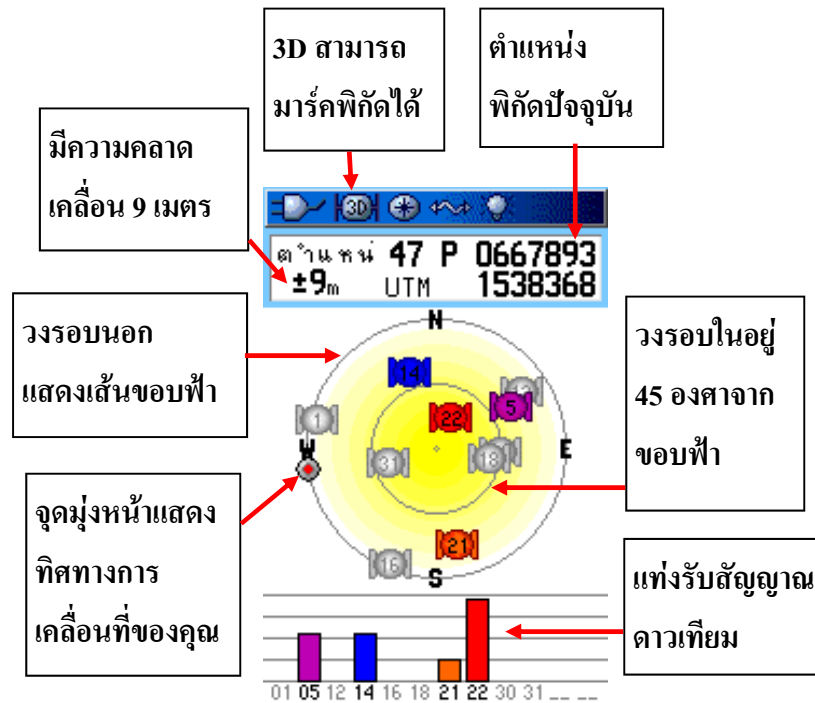 3D สามารถ
มาร์คพิกัดได้
ตำแหน่ง
พิกัดปัจจุบัน
มีความคลาด
เคลื่อน 9 เมตร
3D
ตำแหน่ 47 P 0667893
±9m UTM 1538368
วงรอบนอก
แสดงเส้นขอบฟ้า
วงรอบในอยู่
45 องศาจาก
ขอบฟ้า
N
14
5
1
22
W
E
31
18
21
16
S
จุดมุ่งหน้าแสดง
ทิศทางการ
เคลื่อนที่ของคุณ
แท่งรับสัญญาณ
ดาวเทียม
01 05 12 14 16 18 21 22 30 31 __ __